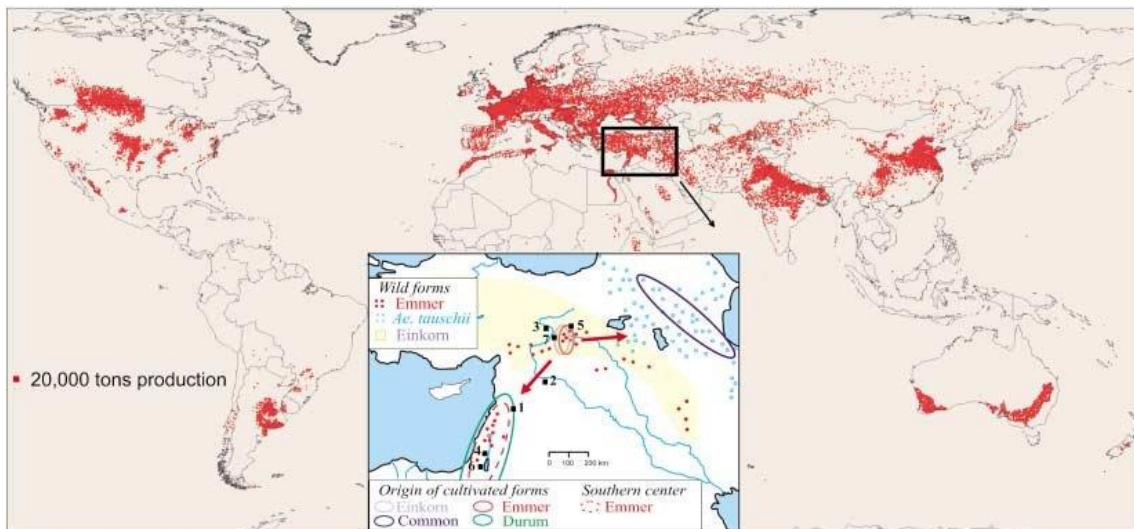 Wild forms
Emmer
Ae. tauschii
Einkorn
3
5
7
2
1
4
6
0 100 200 km
20,000 tons production
Origin of cultivated forms Southern center
Einkorn Emmer Emmer
Common Durum